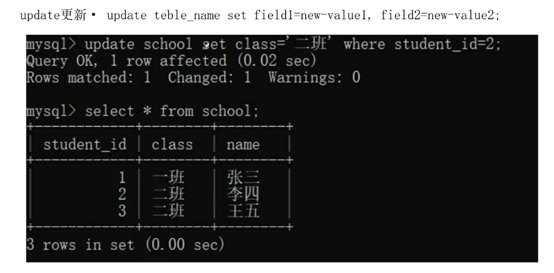 update更新• update teble_name set field1=new-value1, field2=new-value2;
mysql> update school set class='二班' where student_id=2;
Query OK, 1 row affected (0.02 sec)
Rows matched: 1  Changed: 1  Warnings: 0
mysql> select * from school;
+------------+--------+--------+
| student_id | class | name |
+------------+--------+--------+
| 1 | 一班 | 张三 |
| 2 | 二班 | 李四 |
| 3 | 二班 | 王五 |
+------------+--------+--------+
3 rows in set (0.00 sec)